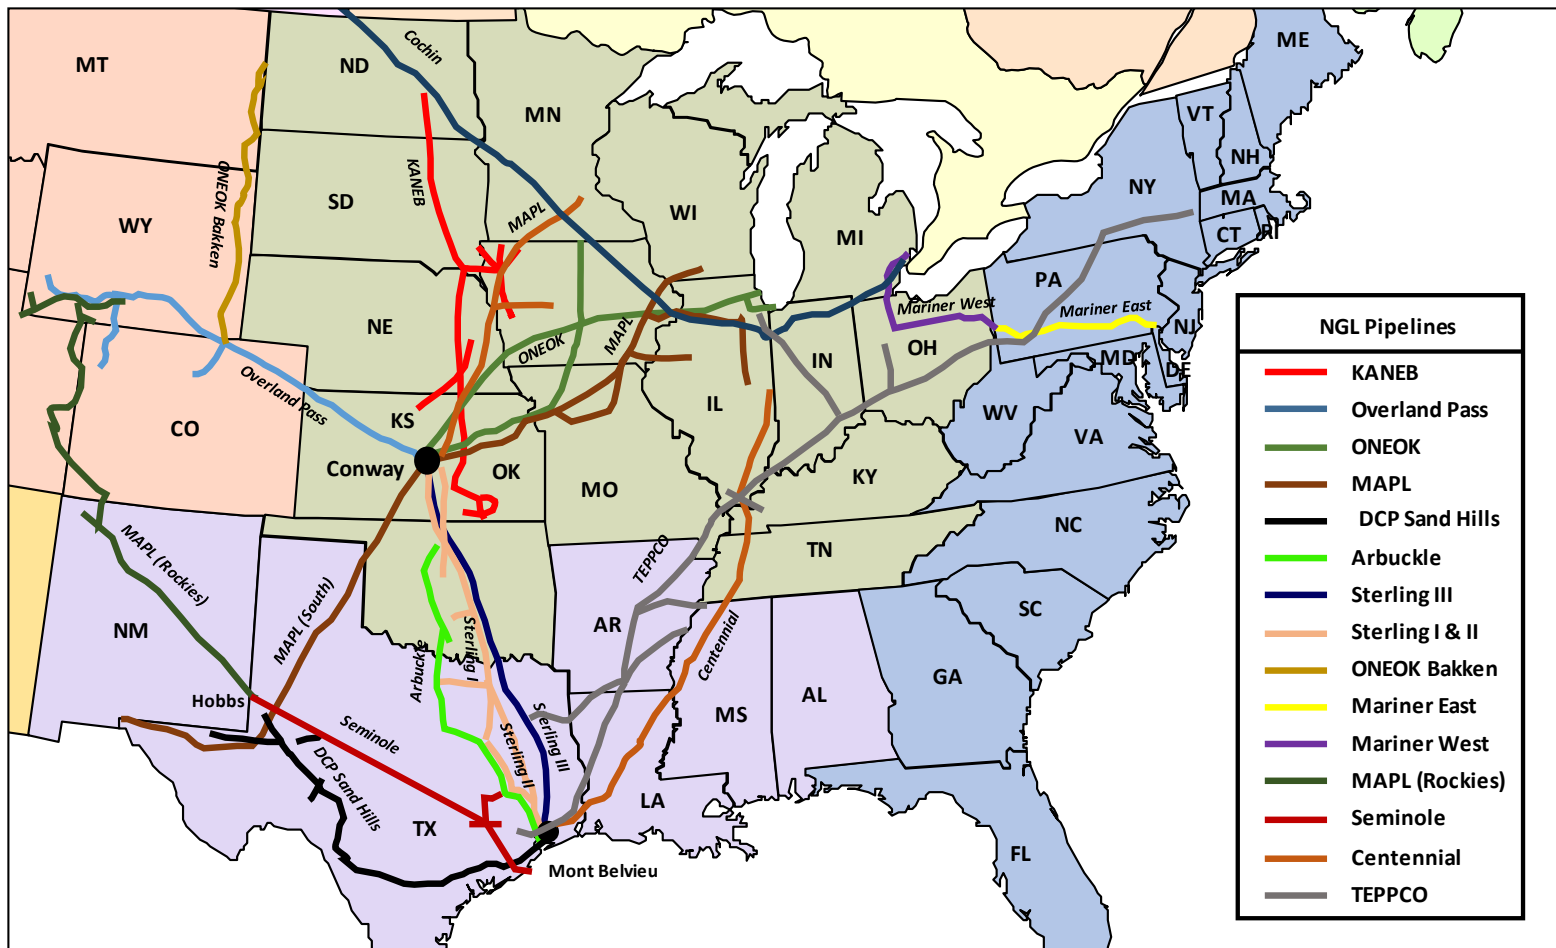 ME
MT
ND
Cochin
MN
VT
NH
NY
MA
KANEB
ONEOK Bakken
SD
WY
MAPL
WI
MI
CT
RI
PA
Mariner West
Mariner East
NJ
NE
MAPL
ONEOK
IN
OH
MD
DE
Overland Pass
KS
IL
WV
CO
VA
Conway
OK
MO
KY
NC
TN
MAPL (Rockies)
TEPPCO
MAPL (South)
SC
NM
AR
Arbuckle
Sterling I
Centennial
GA
Hobbs
AL
MS
Seminole
Sterling II
Sterling III
DCP Sand Hills
LA
TX
FL
Mont Belvieu
NGL Pipelines
KANEB
Overland Pass
ONEOK
MAPL
DCP Sand Hills
Arbuckle
Sterling III
Sterling I & II
ONEOK Bakken
Mariner East
Mariner West
MAPL (Rockies)
Seminole
Centennial
TEPPCO